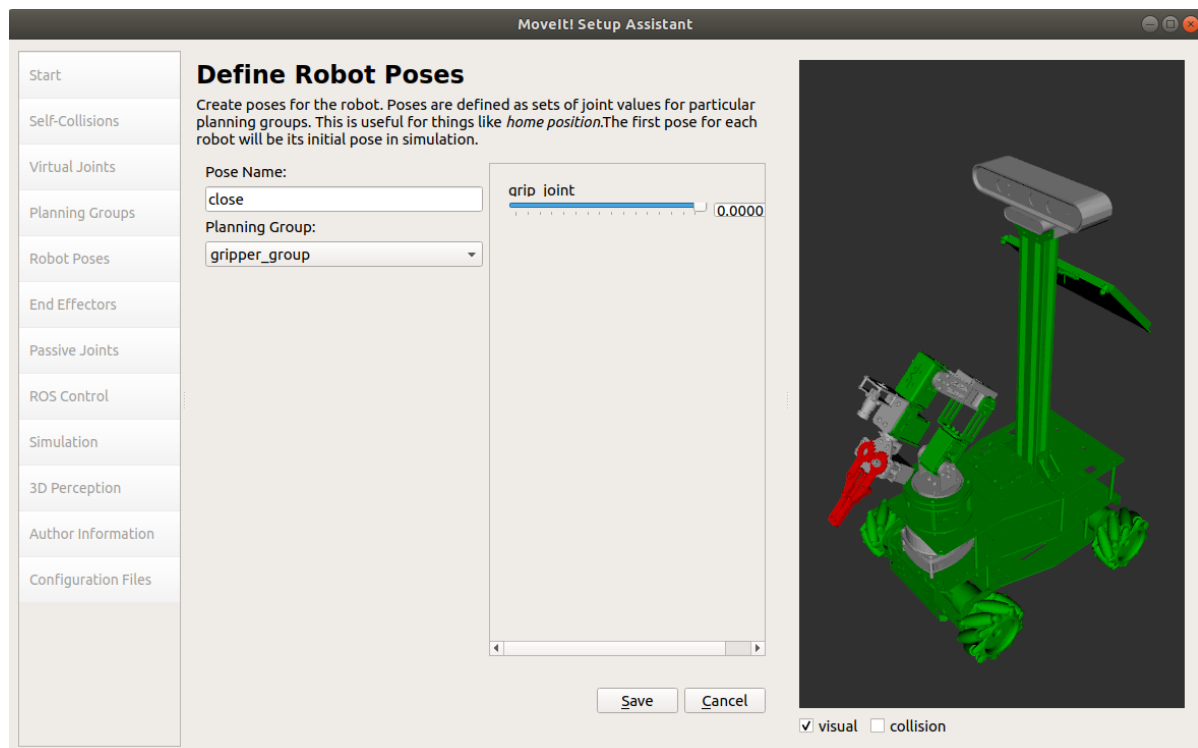 MoveIt! Setup Assistant
Start
Self-Collisions
Virtual Joints
Planning Groups
Robot Poses
End Effectors
Passive Joints
ROS Control
Simulation
3D Perception
Author Information
Configuration Files
Define Robot Poses
Create poses for the robot. Poses are defined as sets of joint values for particular
planning groups. This is useful for things like home position.The first pose for each
robot will be its initial pose in simulation.
Pose Name:
close
Planning Group:
gripper_group
grip_joint
0.0000
Save
Cancel
visual
collision